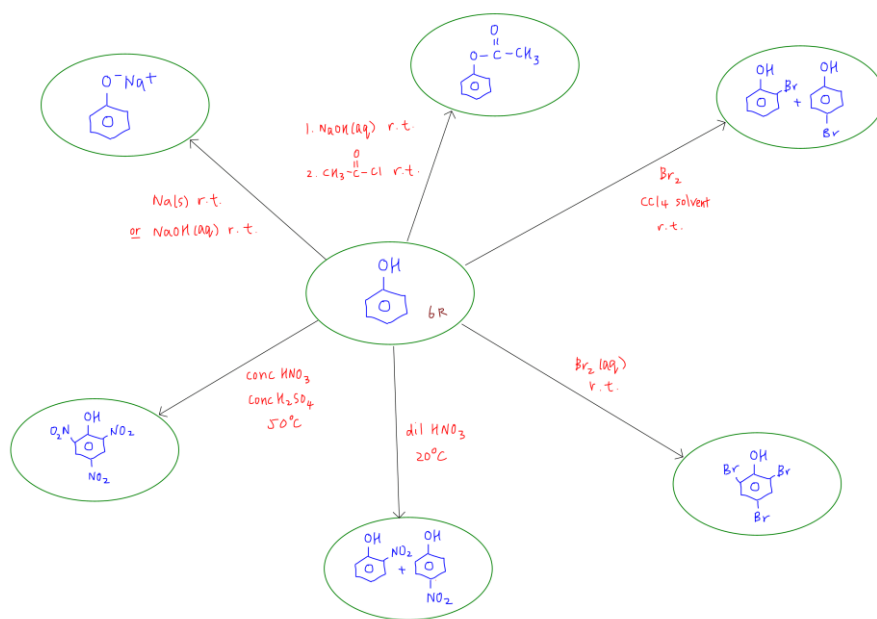 O⁻Na⁺
O
O – C – CH₃
OH
Br
+
OH
Br
1. NaOH(aq) r.t.
O
2. CH₃–C–Cl r.t.
Br₂
CCl₄ solvent
r.t.
Na(s) r.t.
or NaOH(aq) r.t.
OH
6R
conc HNO₃
conc H₂SO₄
50°C
dil HNO₃
20°C
Br₂(aq)
r.t.
OH
O₂N
NO₂
NO₂
OH
Br
Br
Br
OH
NO₂
+
OH
NO₂